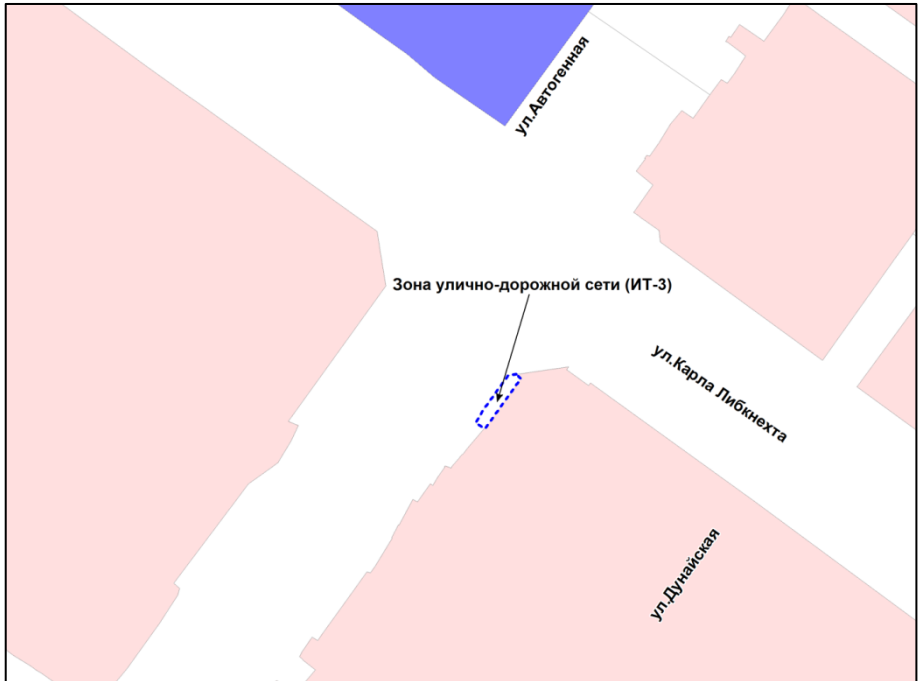 ул.Автогенная
Зона улично-дорожной сети (ИТ-3)
ул.Карла Либкнехта
ул.Дунайская